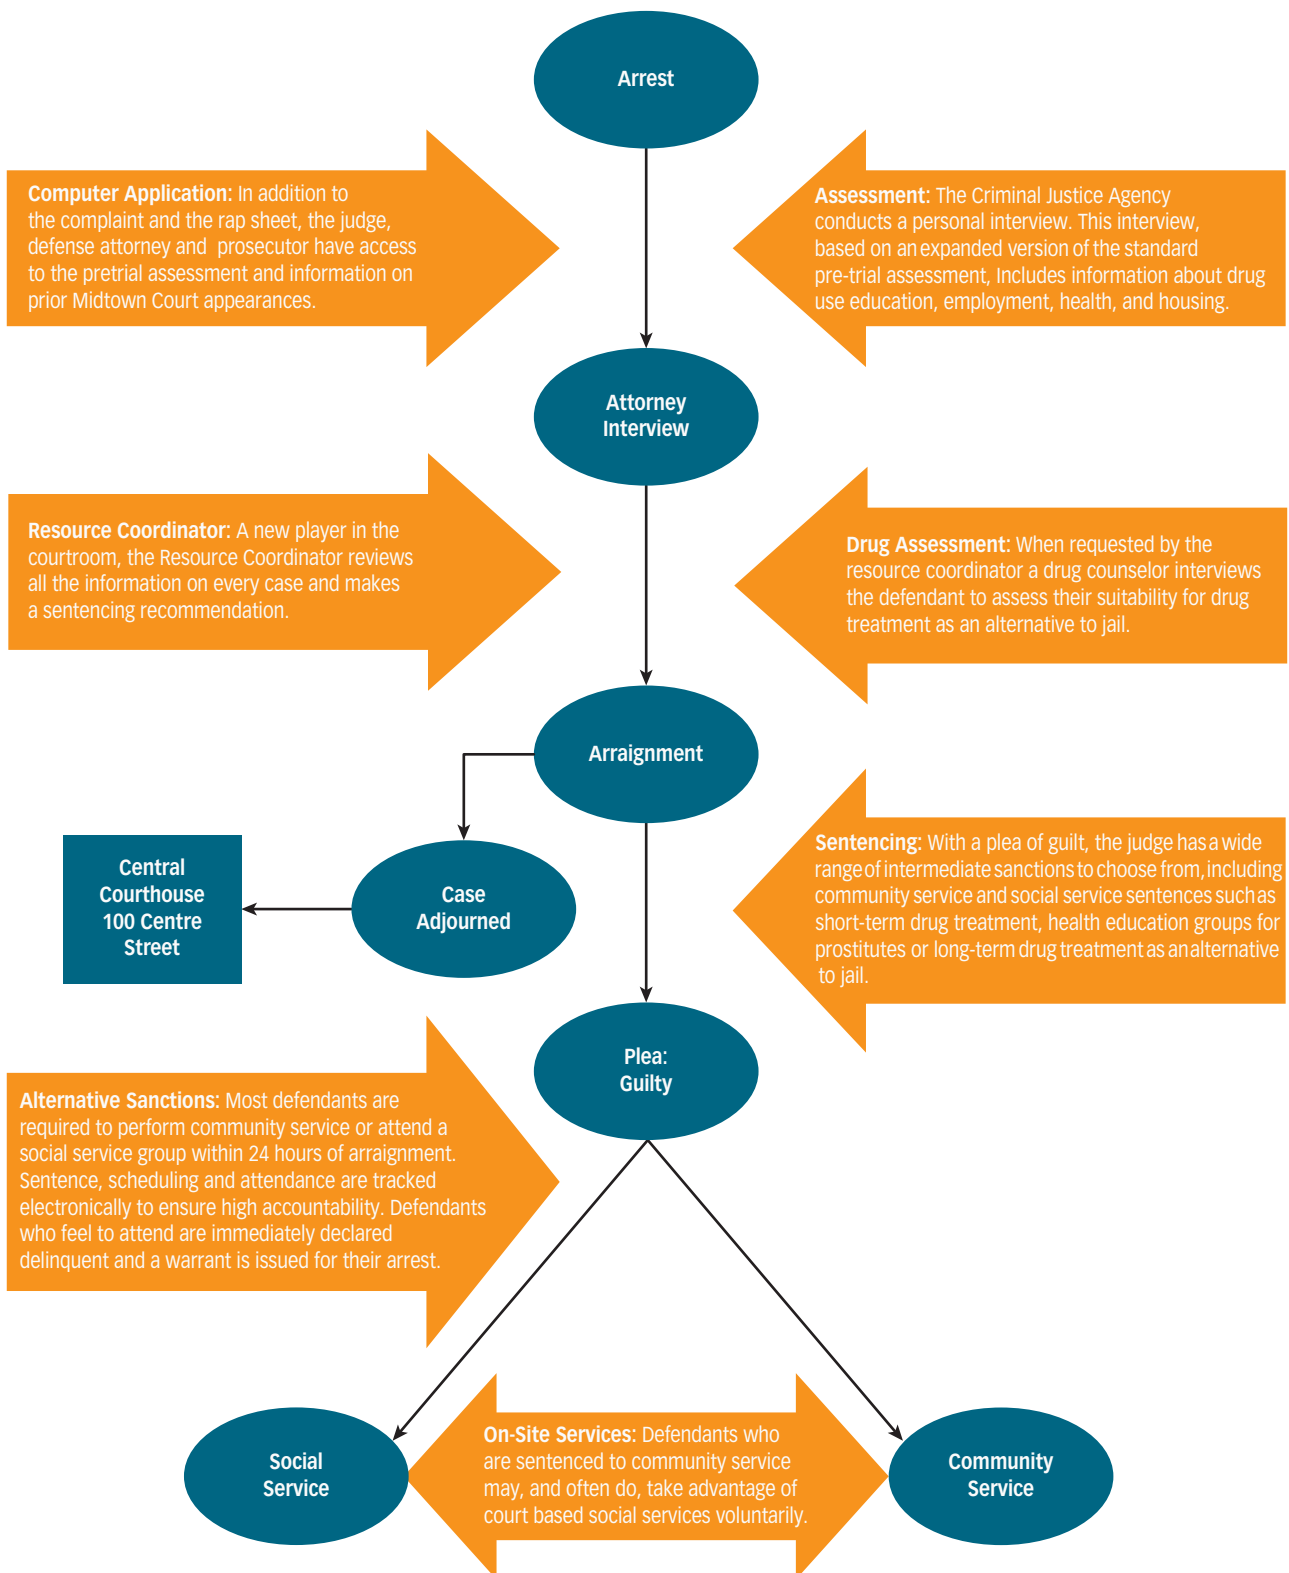 Arrest
Computer Application: In addition to
the complaint and the rap sheet, the judge,
defense attorney and prosecutor have access
to the pretrial assessment and information on
prior Midtown Court appearances.
Assessment: The Criminal Justice Agency
conducts a personal interview. This interview,
based on an expanded version of the standard
pre-trial assessment, Includes information about drug
use education, employment, health, and housing.
Attorney
Interview
Resource Coordinator: A new player in the
courtroom, the Resource Coordinator reviews
all the information on every case and makes
a sentencing recommendation.
Drug Assessment: When requested by the
resource coordinator a drug counselor interviews
the defendant to assess their suitability for drug
treatment as an alternative to jail.
Arraignment
Central
Courthouse
100 Centre
Street
Case
Adjourned
Sentencing: With a plea of guilt, the judge has a wide
range of intermediate sanctions to choose from, including
community service and social service sentences such as
short-term drug treatment, health education groups for
prostitutes or long-term drug treatment as an alternative
to jail.
Plea:
Guilty
Alternative Sanctions: Most defendants are
required to perform community service or attend a
social service group within 24 hours of arraignment.
Sentence, scheduling and attendance are tracked
electronically to ensure high accountability. Defendants
who feel to attend are immediately declared
delinquent and a warrant is issued for their arrest.
Social
Service
On-Site Services: Defendants who
are sentenced to community service
may, and often do, take advantage of
court based social services voluntarily.
Community
Service